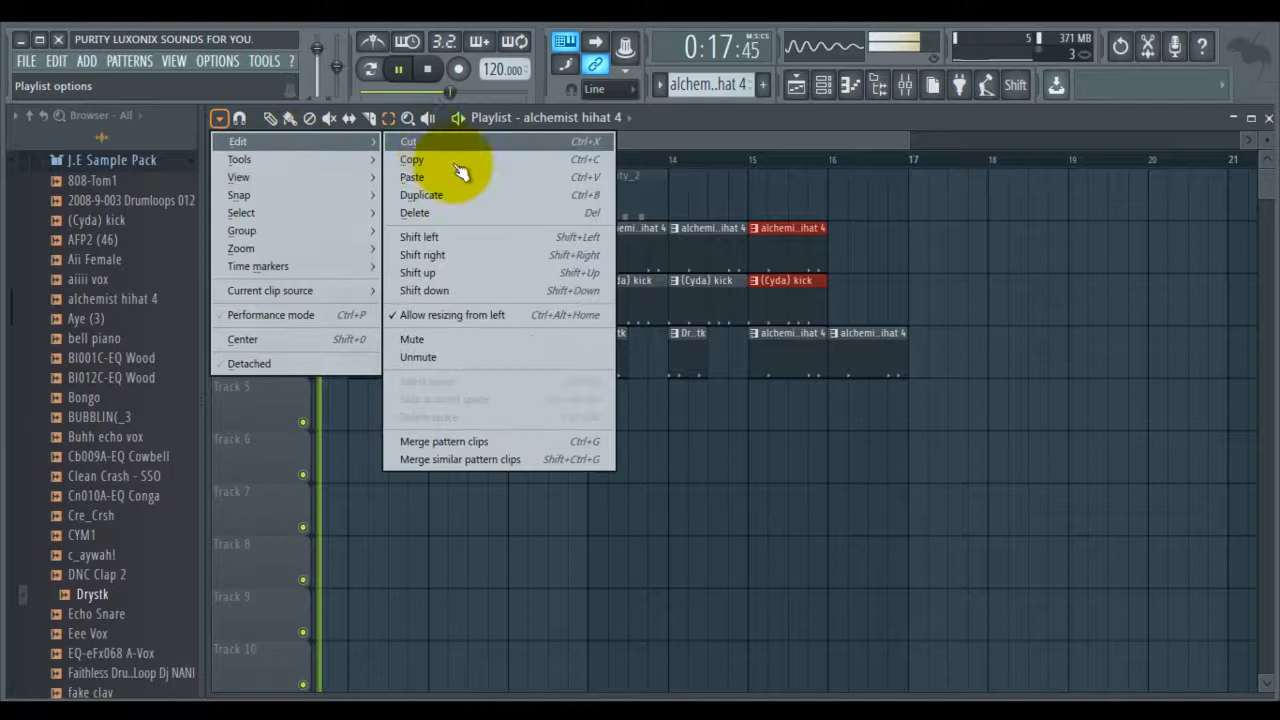 PURITY LUXONIX SOUNDS FOR YOU.
FILE EDIT ADD PATTERNS VIEW OPTIONS TOOLS ?
Playlist options
3.2.
120.000
Line
0:17:45
M:S:CS
5
371 MB
3
alchem..hat 4
Shift
Browser - All
Playlist - alchemist hihat 4
J.E Sample Pack
808-Tom1
2008-9-003 Drumloops 012
(Cyda) kick
AFP2 (46)
Aii Female
aiiii vox
alchemist hihat 4
Aye (3)
bell piano
BI001C-EQ Wood
BI012C-EQ Wood
Bongo
BUBBLIN(_3
Buhh echo vox
Cb009A-EQ Cowbell
Clean Crash - SSO
Cn010A-EQ Conga
Cre_Crsh
CYM1
c_aywah!
DNC Clap 2
Drystk
Echo Snare
Eee Vox
EQ-eFx068 A-Vox
Faithless Dru..Loop Dj NANI
fake clav
Edit
Tools
View
Snap
Select
Group
Zoom
Time markers
Current clip source
Performance mode Ctrl+P
Center Shift+0
Detached
Cut Ctrl+X
Copy Ctrl+C
Paste Ctrl+V
Duplicate Ctrl+B
Delete Del
Shift left Shift+Left
Shift right Shift+Right
Shift up Shift+Up
Shift down Shift+Down
Allow resizing from left Ctrl+Alt+Home
Mute
Unmute
Merge pattern clips Ctrl+G
Merge similar pattern clips Shift+Ctrl+G
14 15 16 17 18 19 20 21
ity_2
hemi..ihat 4 alchemi..ihat 4 alchemi..ihat 4
da) kick (Cyda) kick (Cyda) kick
tk Dr..tk alchemi..ihat 4 alchemi..ihat 4
Track 5
Track 6
Track 7
Track 8
Track 9
Track 10